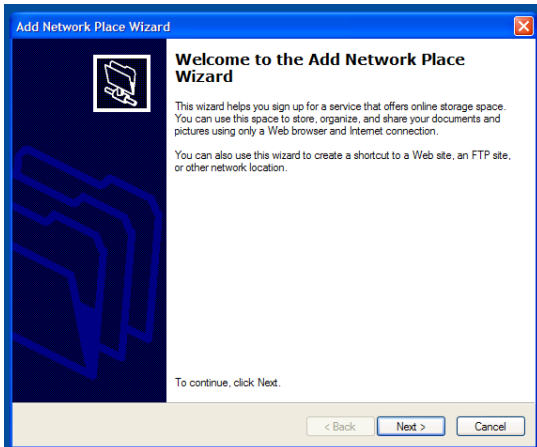 Add Network Place Wizard
Welcome to the Add Network Place
Wizard
This wizard helps you sign up for a service that offers online storage space.
You can use this space to store, organize, and share your documents and
pictures using only a Web browser and Internet connection.
You can also use this wizard to create a shortcut to a Web site, an FTP site,
or other network location.
To continue, click Next.
< Back Next > Cancel